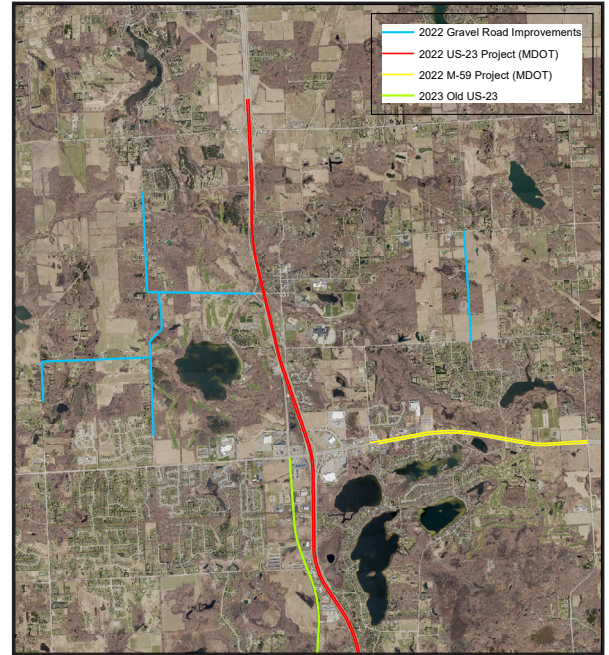 2022 Gravel Road Improvements
2022 US-23 Project (MDOT)
2022 M-59 Project (MDOT)
2023 Old US-23